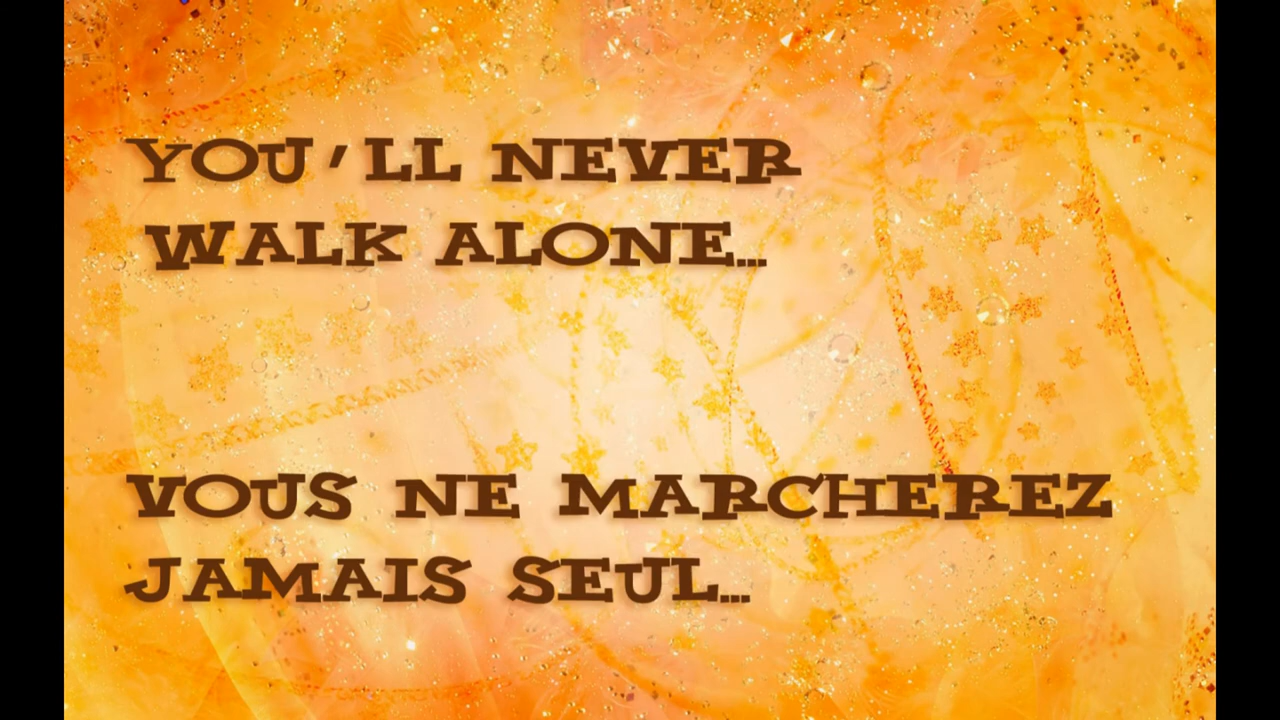 YOU'LL NEVER
WALK ALONE...
VOUS NE MARCHEREZ
JAMAIS SEUL...